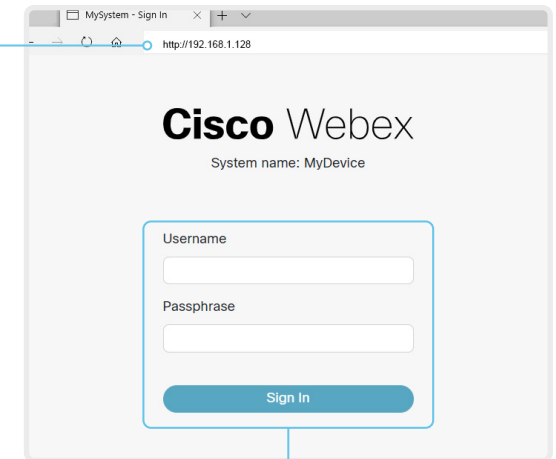 MySystem - Sign In
http://192.168.1.128
Cisco Webex
System name: MyDevice
Username
Passphrase
Sign In